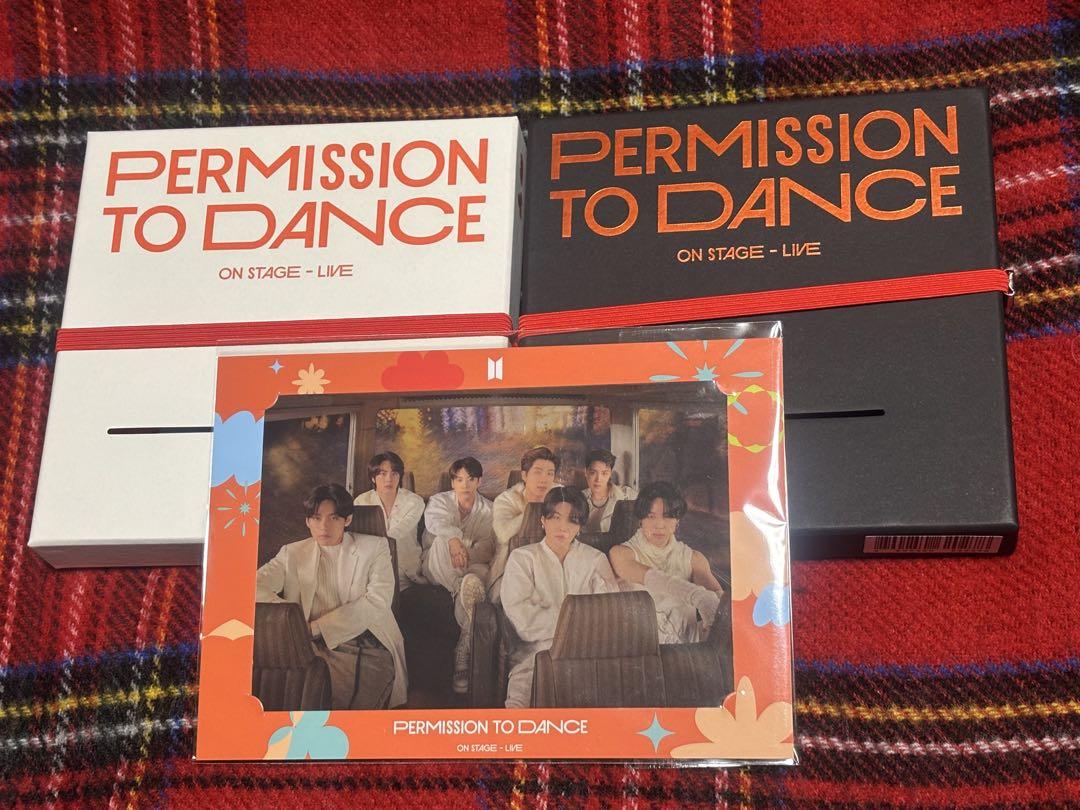 PERMISSION
TO DANCE
ON STAGE - LIVE
PERMISSION
TO DANCE
ON STAGE - LIVE
PERMISSION TO DANCE
ON STAGE - LIVE